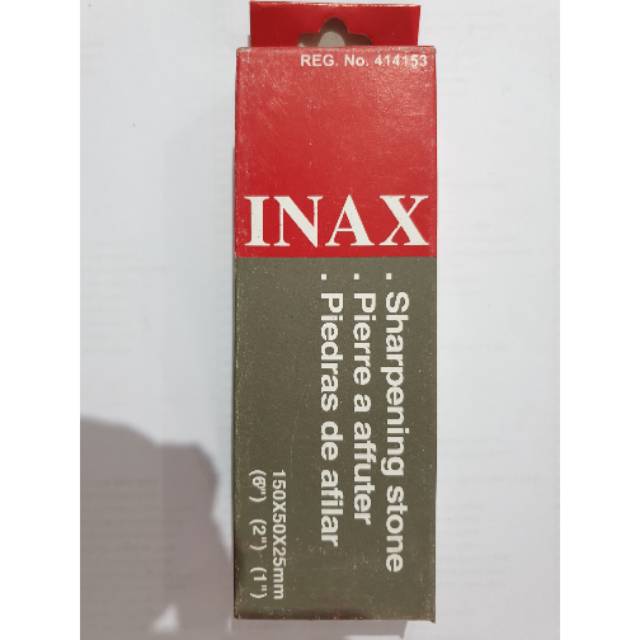 REG. No. 414153
INAX
. Sharpening stone
. Pierre a affuter
. Piedras de afilar
150X50X25mm
(6") (2") (1")